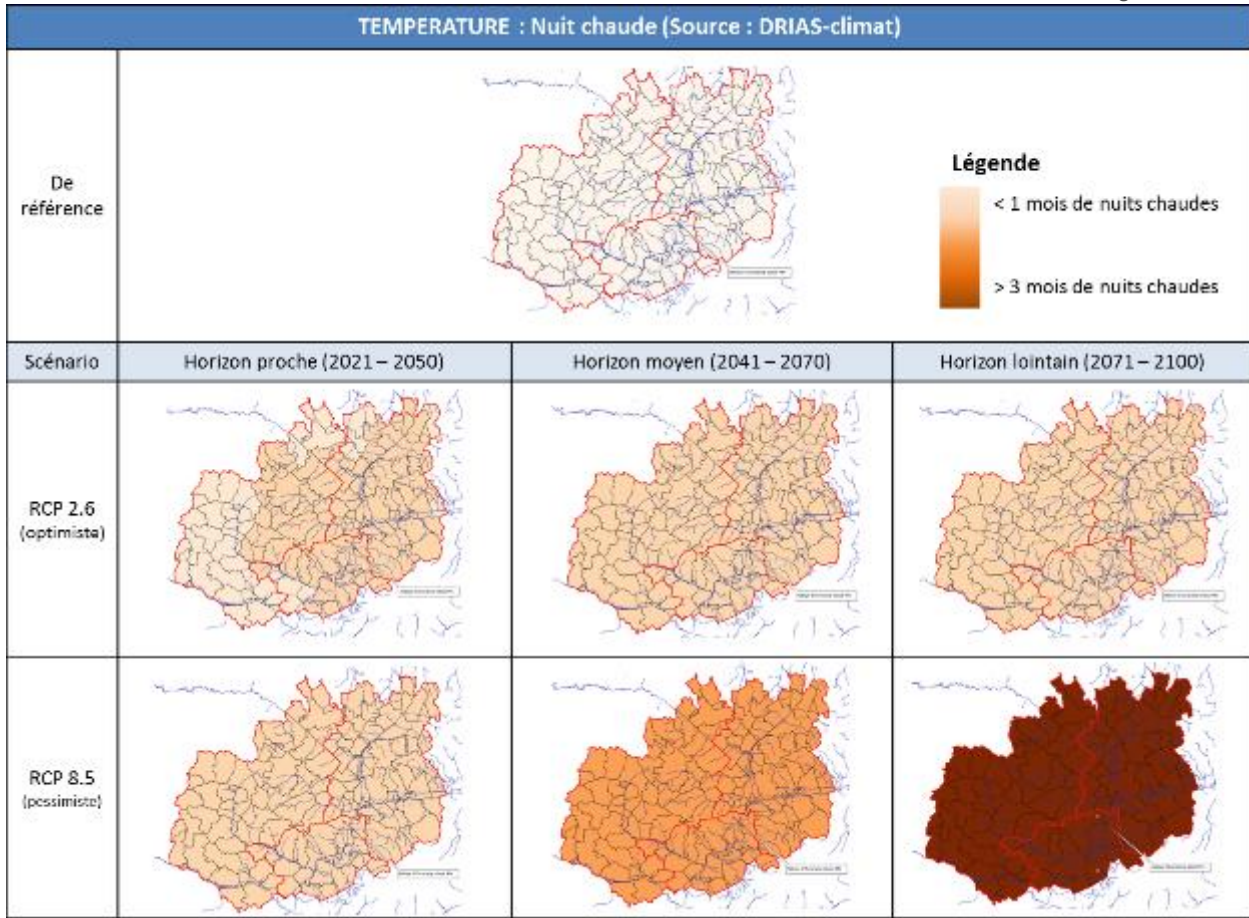 TEMPERATURE : Nuit chaude (Source : DRIAS-climat)
De
référence
Légende
< 1 mois de nuits chaudes
> 3 mois de nuits chaudes
Scénario
Horizon proche (2021 – 2050)
Horizon moyen (2041 – 2070)
Horizon lointain (2071 – 2100)
RCP 2.6
(optimiste)
RCP 8.5
(pessimiste)